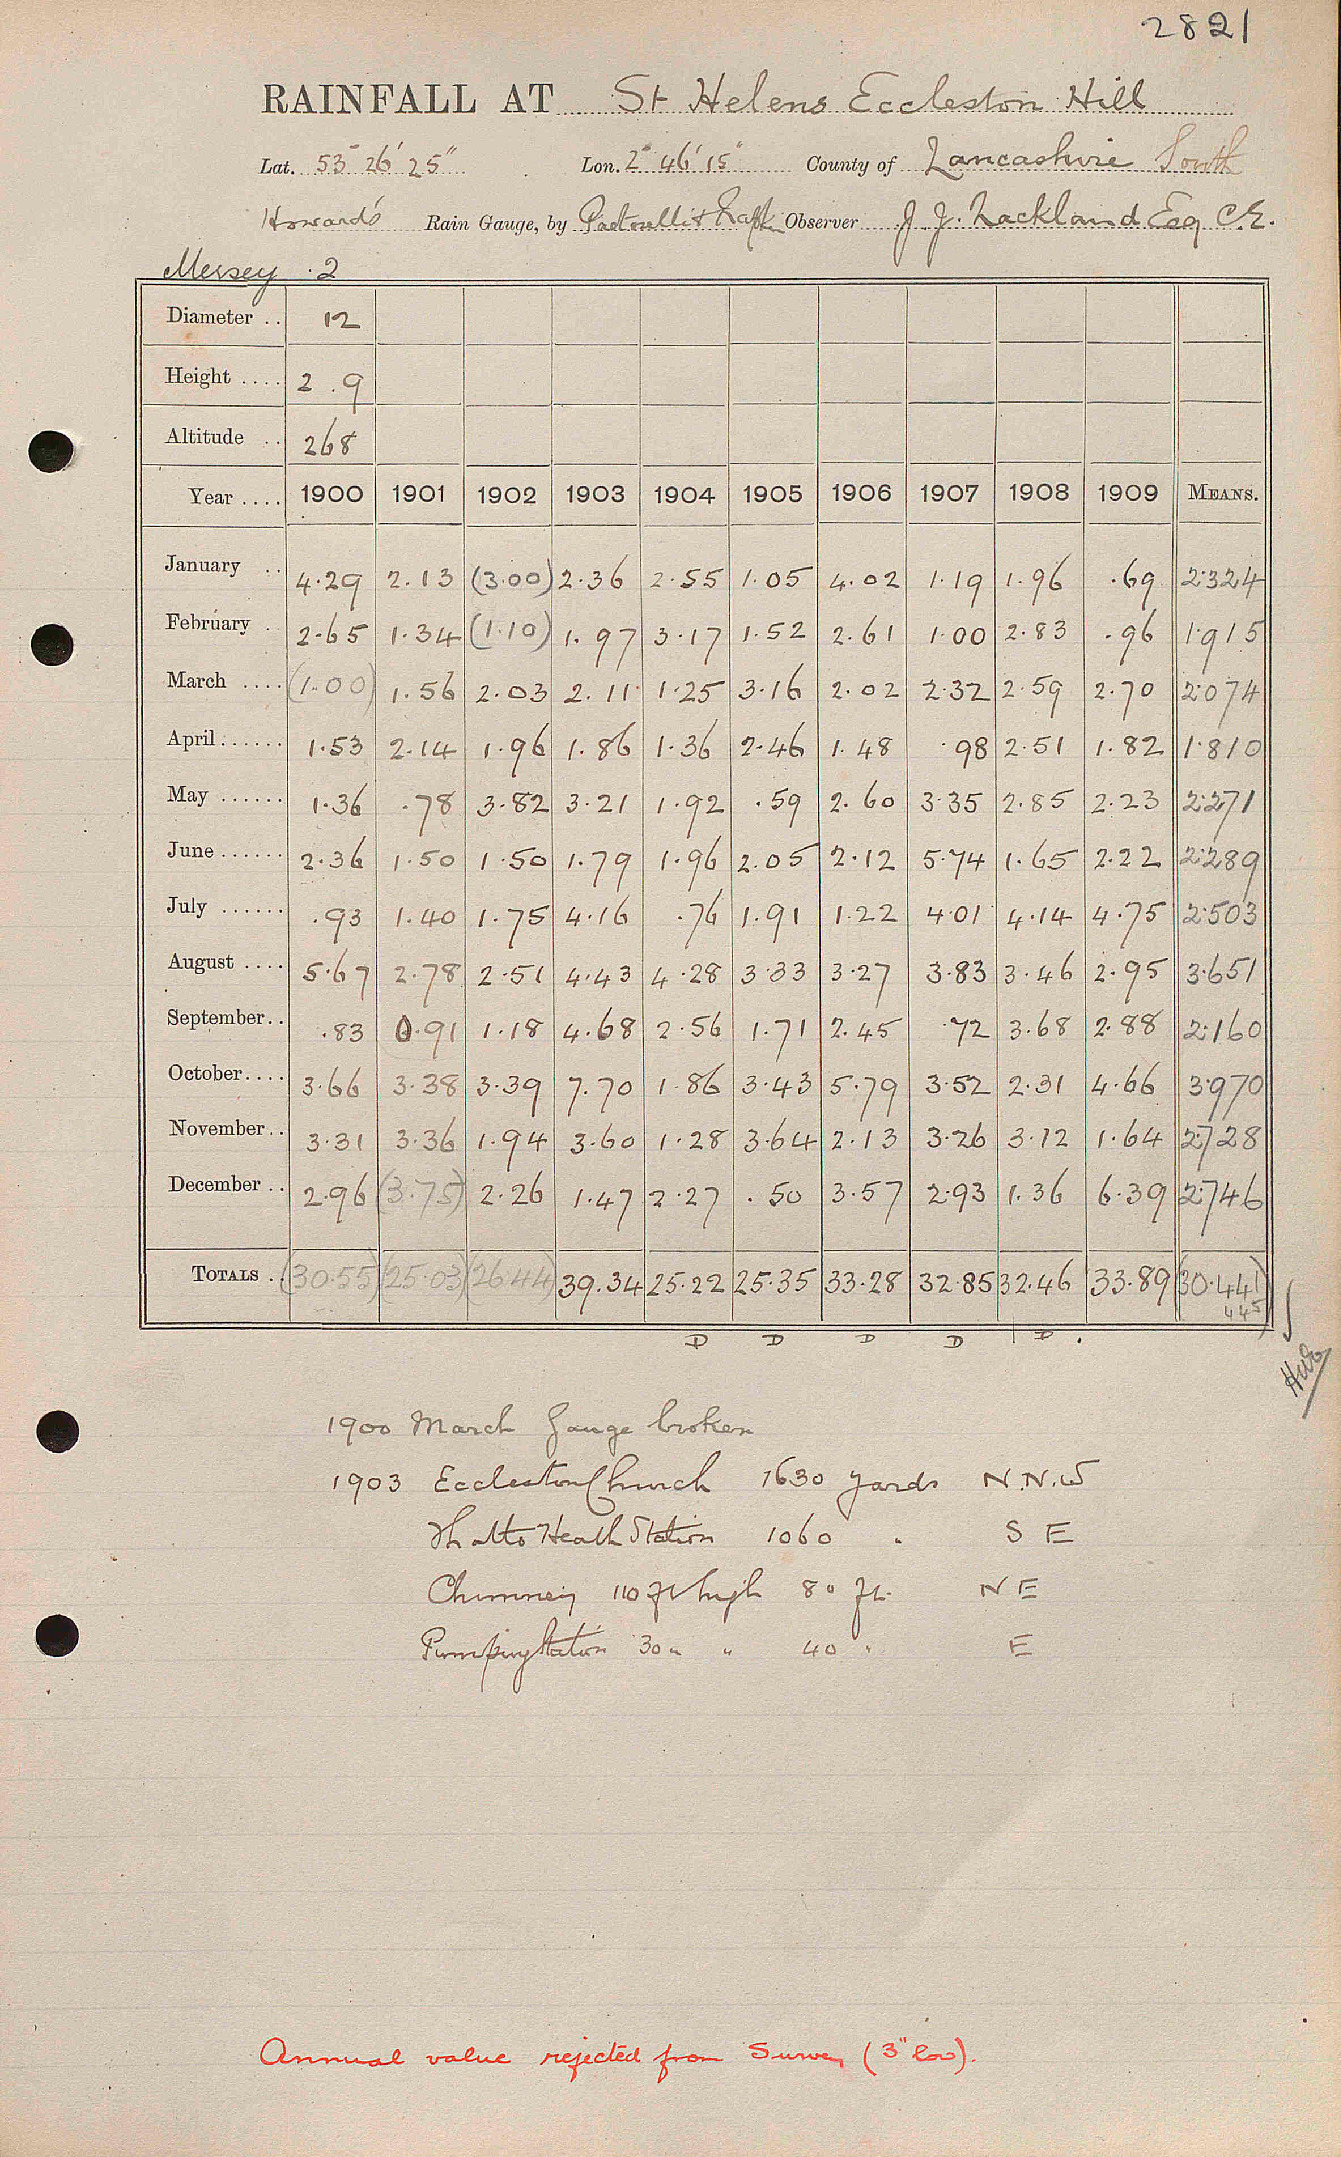 2821
RAINFALL AT St Helens Eccleston Hill
Lat. 53° 26' 25" Lon. 2° 46' 15" County of Lancashire South
Howard's Rain Gauge, by Pastorelli & Rapkin Observer J. J. Lackland Esq C.E.
Mersey . 2
Diameter .. 12
Height .... 2 . 9
Altitude .. 268
Year .... 1900 1901 1902 1903 1904 1905 1906 1907 1908 1909 MEANS.
January .. 4.29 2.13 (3.00) 2.36 2.55 1.05 4.02 1.19 1.96 .69 2.324
February . 2.65 1.34 (1.10) 1.97 3.17 1.52 2.61 1.00 2.83 .96 1.915
March .... (1.00) 1.56 2.03 2.11 1.25 3.16 2.02 2.32 2.59 2.70 2.074
April...... 1.53 2.14 1.96 1.86 1.36 2.46 1.48 .98 2.51 1.82 1.810
May ...... 1.36 .78 3.82 3.21 1.92 .59 2.60 3.35 2.85 2.23 2.271
June ...... 2.36 1.50 1.50 1.79 1.96 2.05 2.12 5.74 1.65 2.22 2.289
July ...... .93 1.40 1.75 4.16 .76 1.91 1.22 4.01 4.14 4.75 2.503
August .... 5.67 2.78 2.51 4.43 4.28 3.33 3.27 3.83 3.46 2.95 3.651
September.. .83 0.91 1.18 4.68 2.56 1.71 2.45 .72 3.68 2.88 2.160
October.... 3.66 3.38 3.39 7.70 1.86 3.43 5.79 3.52 2.31 4.66 3.970
November.. 3.31 3.36 1.94 3.60 1.28 3.64 2.13 3.26 3.12 1.64 2.728
December .. 2.96 (3.75) 2.26 1.47 2.27 .50 3.57 2.93 1.36 6.39 2.746
TOTALS .. (30.55) (25.03) (26.44) 39.34 25.22 25.35 33.28 32.85 32.46 33.89 (30.441)
445
D D D D D .
1900 March Gauge broken
1903 Eccleston Church 1630 yards N.N.W
Thatto Heath Station 1060 " S E
Chimney 110 ft high 80 ft. N E
Pumping Station 30 " " 40 " E
Annual value rejected from Survey (3" low).